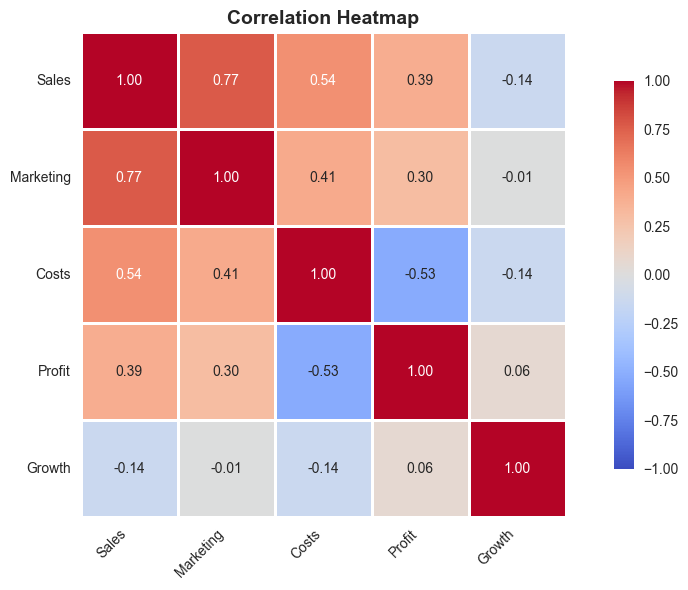 Correlation Heatmap
Sales 1.00 0.77 0.54 0.39 -0.14
Marketing 0.77 1.00 0.41 0.30 -0.01
Costs 0.54 0.41 1.00 -0.53 -0.14
Profit 0.39 0.30 -0.53 1.00 0.06
Growth -0.14 -0.01 -0.14 0.06 1.00
Sales Marketing Costs Profit Growth
1.00
0.75
0.50
0.25
0.00
−0.25
−0.50
−0.75
−1.00